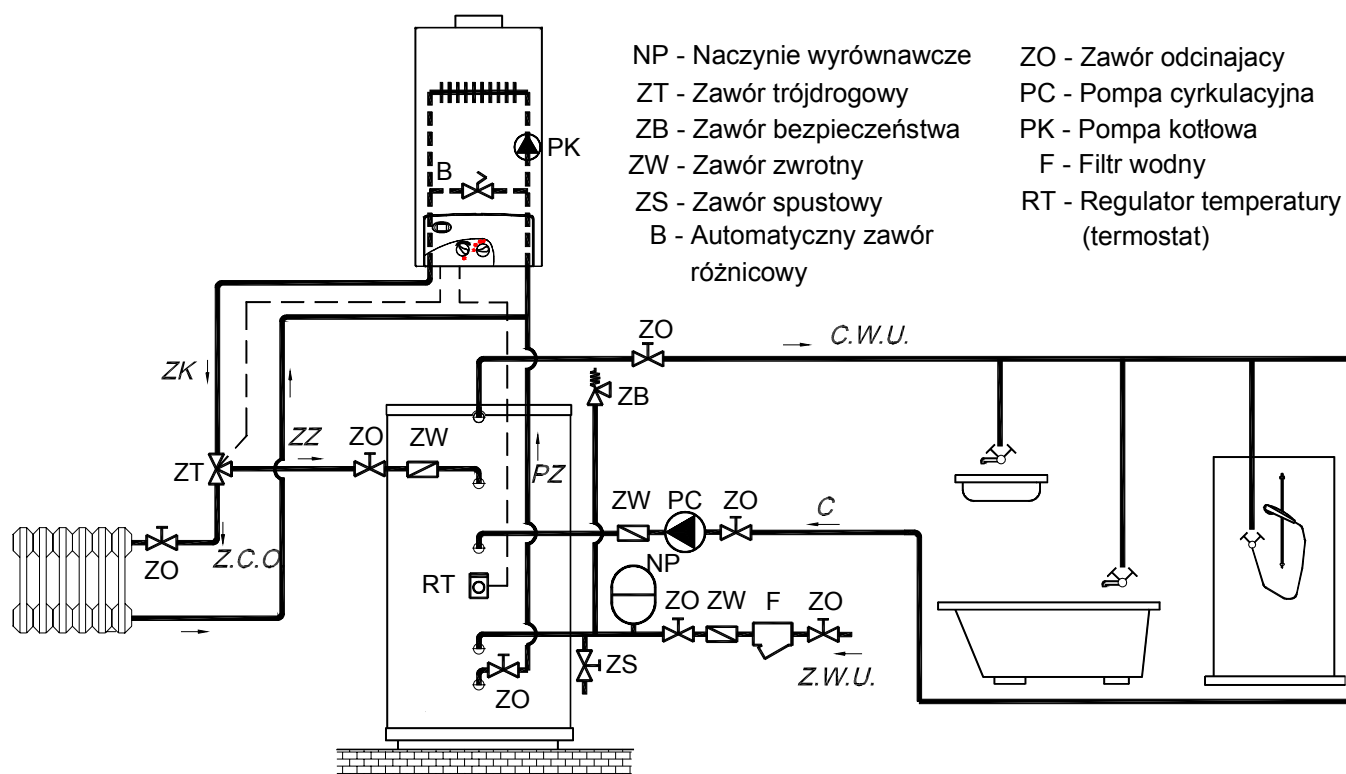 NP - Naczynie wyrównawcze
ZT - Zawór trójdrogowy
ZB - Zawór bezpieczeństwa
ZW - Zawór zwrotny
ZS - Zawór spustowy
B - Automatyczny zawór
różnicowy
ZO - Zawór odcinajacy
PC - Pompa cyrkulacyjna
PK - Pompa kotłowa
F - Filtr wodny
RT - Regulator temperatury
(termostat)
PK
B
ZO
C.W.U.
ZK
ZB
ZZ
ZO
ZW
ZT
PZ
ZW
PC
ZO
C
ZO
Z.C.O
RT
NP
ZO
ZW
F
ZO
ZS
ZO
Z.W.U.